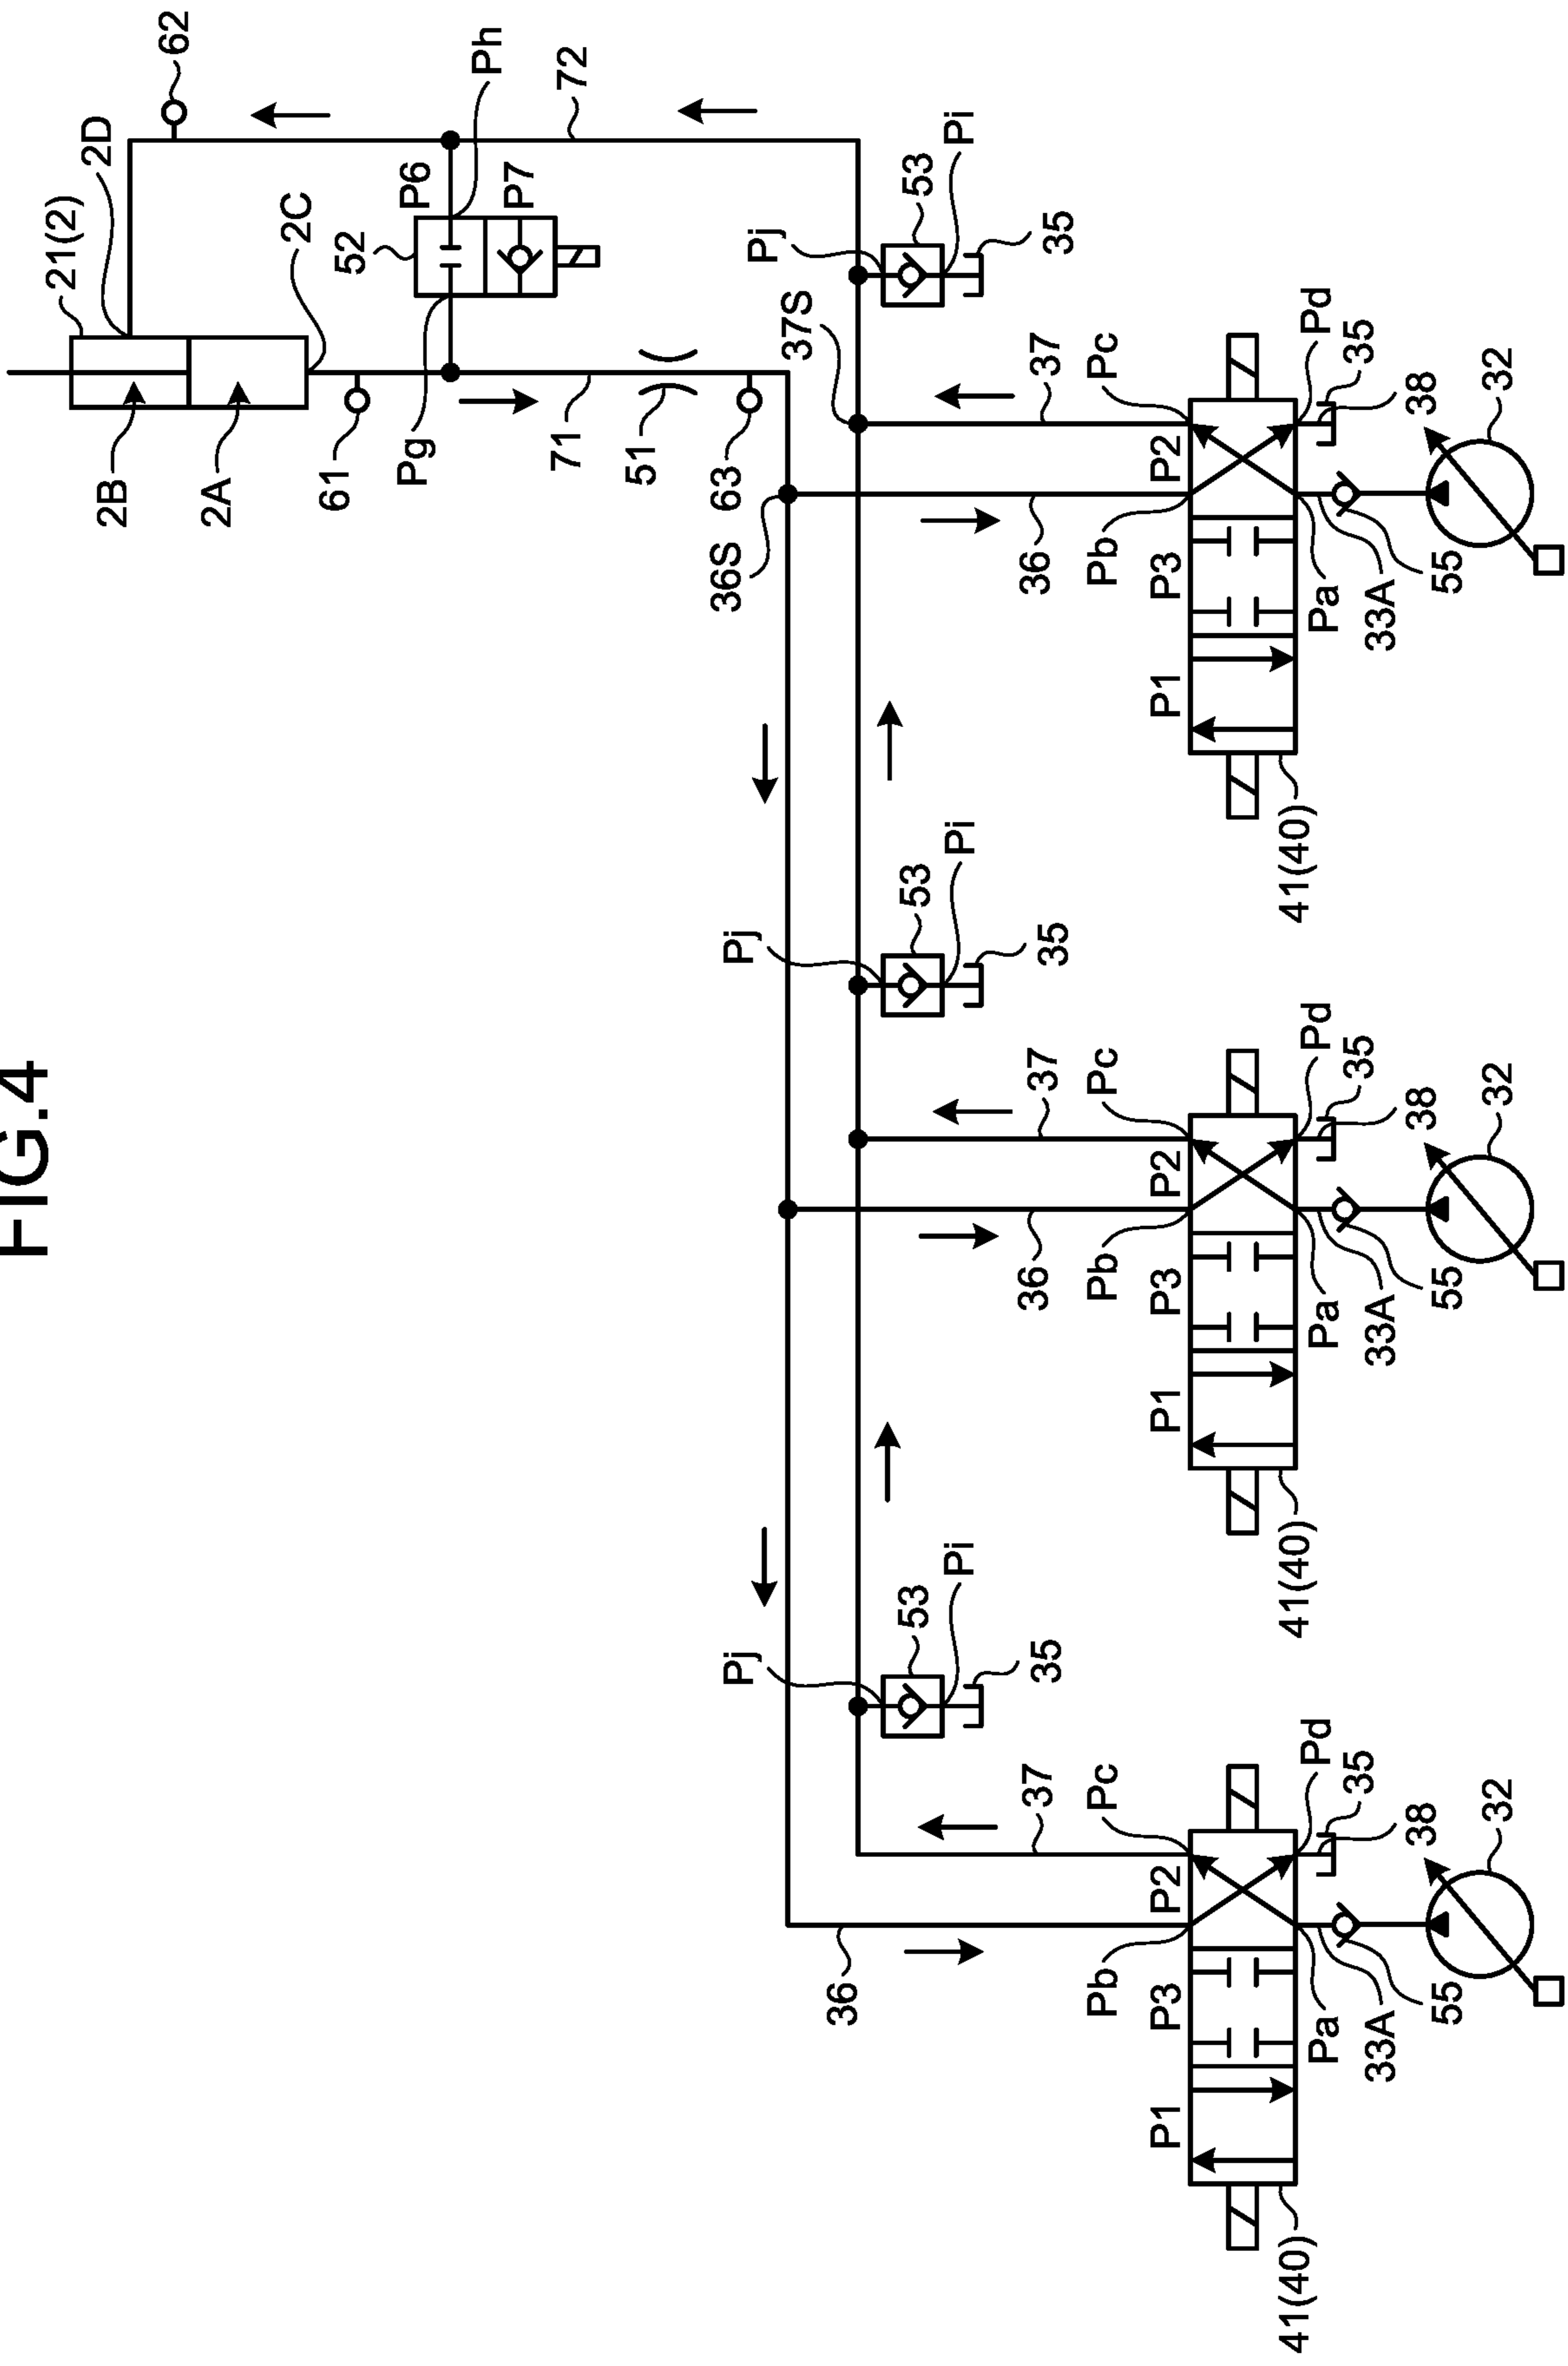 FIG.4
21(2)
2D
62
2B
2A
2C
61
52
P6
P7
Ph
Pg
72
71
51
63
36S
37S
Pj
53
Pi
35
Pj
53
Pi
35
Pj
53
Pi
35
36
37
Pb
Pc
P1
P3
P2
41(40)
Pa
Pd
33A
35
38
55
32
36
37
Pb
Pc
P1
P3
P2
41(40)
Pa
Pd
33A
35
38
55
32
36
37
Pb
Pc
P1
P3
P2
41(40)
Pa
Pd
33A
35
38
55
32